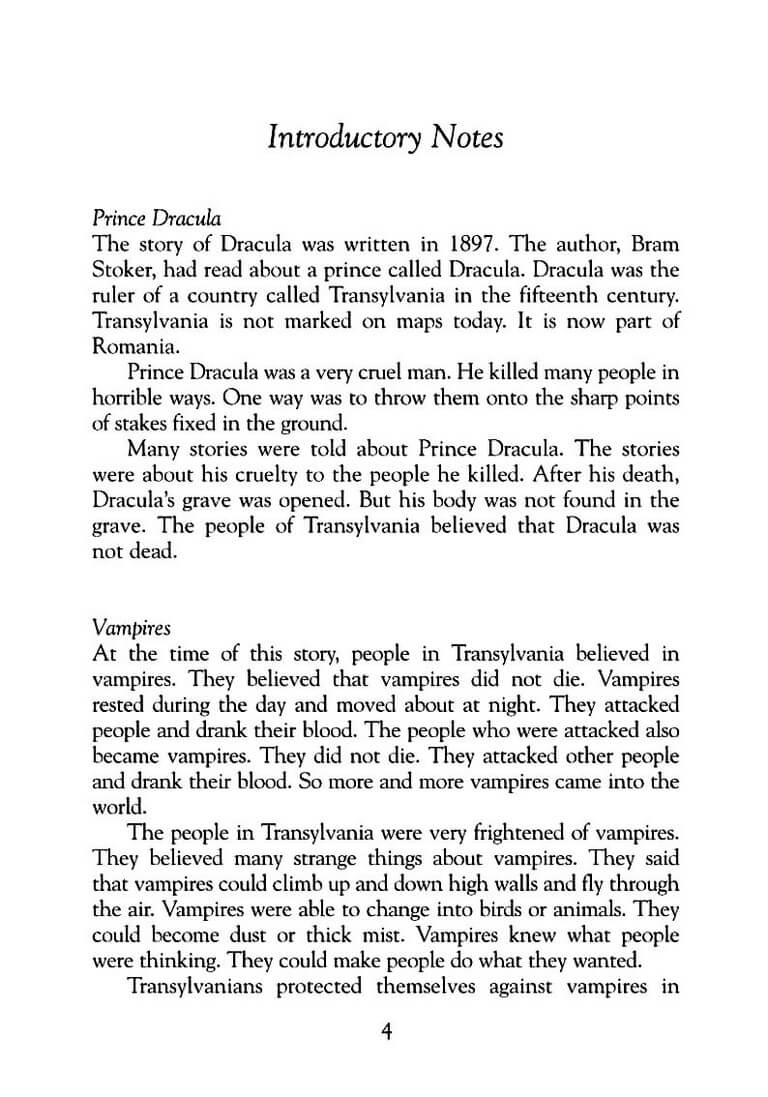 Introductory Notes
Prince Dracula
The story of Dracula was written in 1897. The author, Bram
Stoker, had read about a prince called Dracula. Dracula was the
ruler of a country called Transylvania in the fifteenth century.
Transylvania is not marked on maps today. It is now part of
Romania.
Prince Dracula was a very cruel man. He killed many people in
horrible ways. One way was to throw them onto the sharp points
of stakes fixed in the ground.
Many stories were told about Prince Dracula. The stories
were about his cruelty to the people he killed. After his death,
Dracula's grave was opened. But his body was not found in the
grave. The people of Transylvania believed that Dracula was
not dead.
Vampires
At the time of this story, people in Transylvania believed in
vampires. They believed that vampires did not die. Vampires
rested during the day and moved about at night. They attacked
people and drank their blood. The people who were attacked also
became vampires. They did not die. They attacked other people
and drank their blood. So more and more vampires came into the
world.
The people in Transylvania were very frightened of vampires.
They believed many strange things about vampires. They said
that vampires could climb up and down high walls and fly through
the air. Vampires were able to change into birds or animals. They
could become dust or thick mist. Vampires knew what people
were thinking. They could make people do what they wanted.
Transylvanians protected themselves against vampires in
4